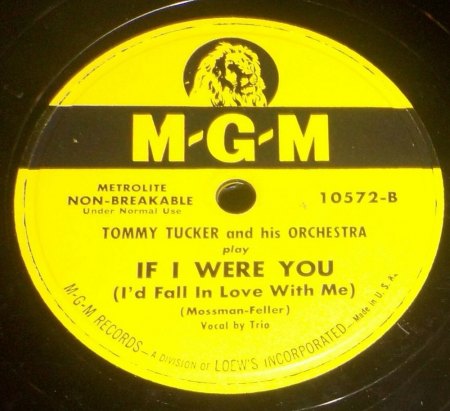 M-G-M
METROLITE
NON-BREAKABLE
Under Normal Use
10572-B
TOMMY TUCKER and his ORCHESTRA
play
IF I WERE YOU
(I'd Fall In Love With Me)
(Mossman-Feller)
Vocal by Trio
M-G-M RECORDS — A DIVISION OF LOEW'S INCORPORATED — Made in U. S. A.